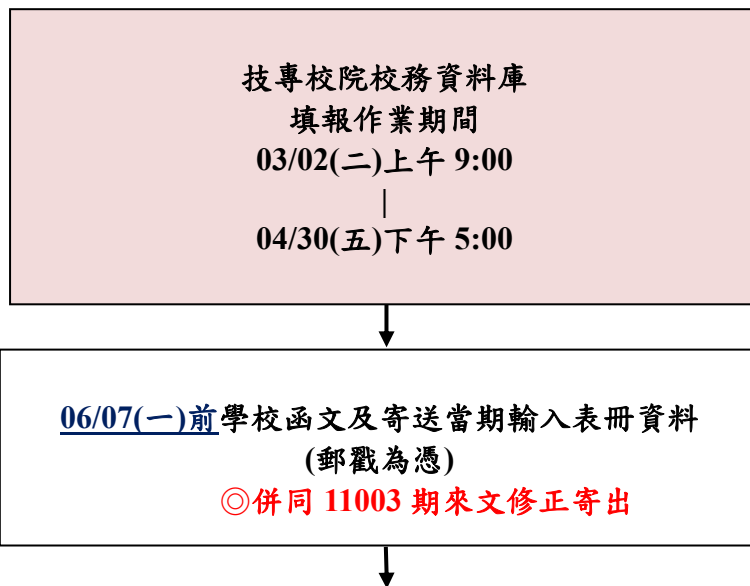 技專校院校務資料庫
填報作業期間
03/02(二)上午 9:00
|
04/30(五)下午 5:00
06/07(一)前學校函文及寄送當期輸入表冊資料
(郵戳為憑)
◎併同 11003 期來文修正寄出